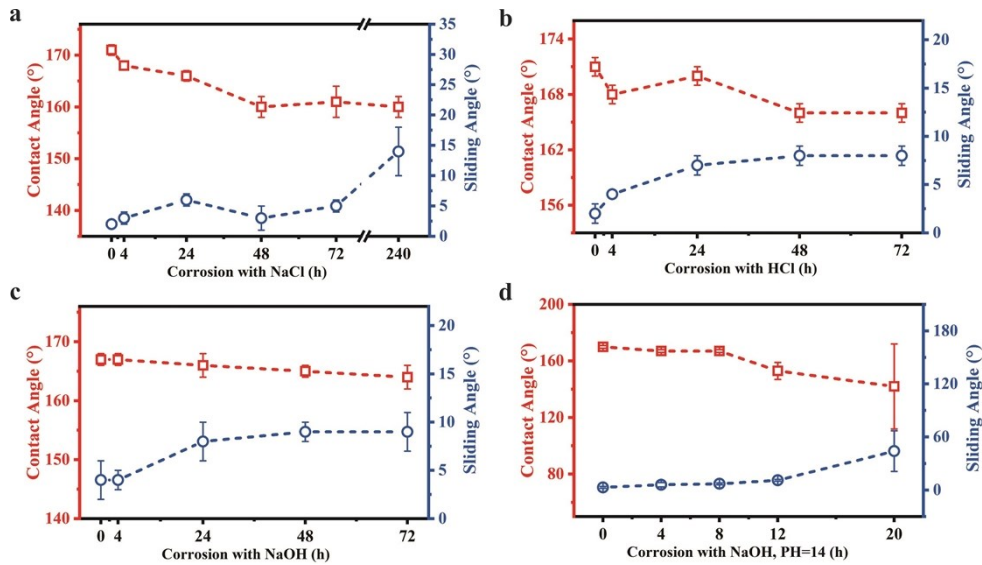 a
Contact Angle (°)
170
160
150
140
35
30
25
20
15
10
5
0
Sliding Angle (°)
0 4 24 48 72 240
Corrosion with NaCl (h)
b
Contact Angle (°)
174
168
162
156
20
15
10
5
0
Sliding Angle (°)
0 4 24 48 72
Corrosion with HCl (h)
c
Contact Angle (°)
170
160
150
140
20
15
10
5
0
Sliding Angle (°)
0 4 24 48 72
Corrosion with NaOH (h)
d
Contact Angle (°)
200
160
120
80
180
120
60
0
Sliding Angle (°)
0 4 8 12 20
Corrosion with NaOH, PH=14 (h)